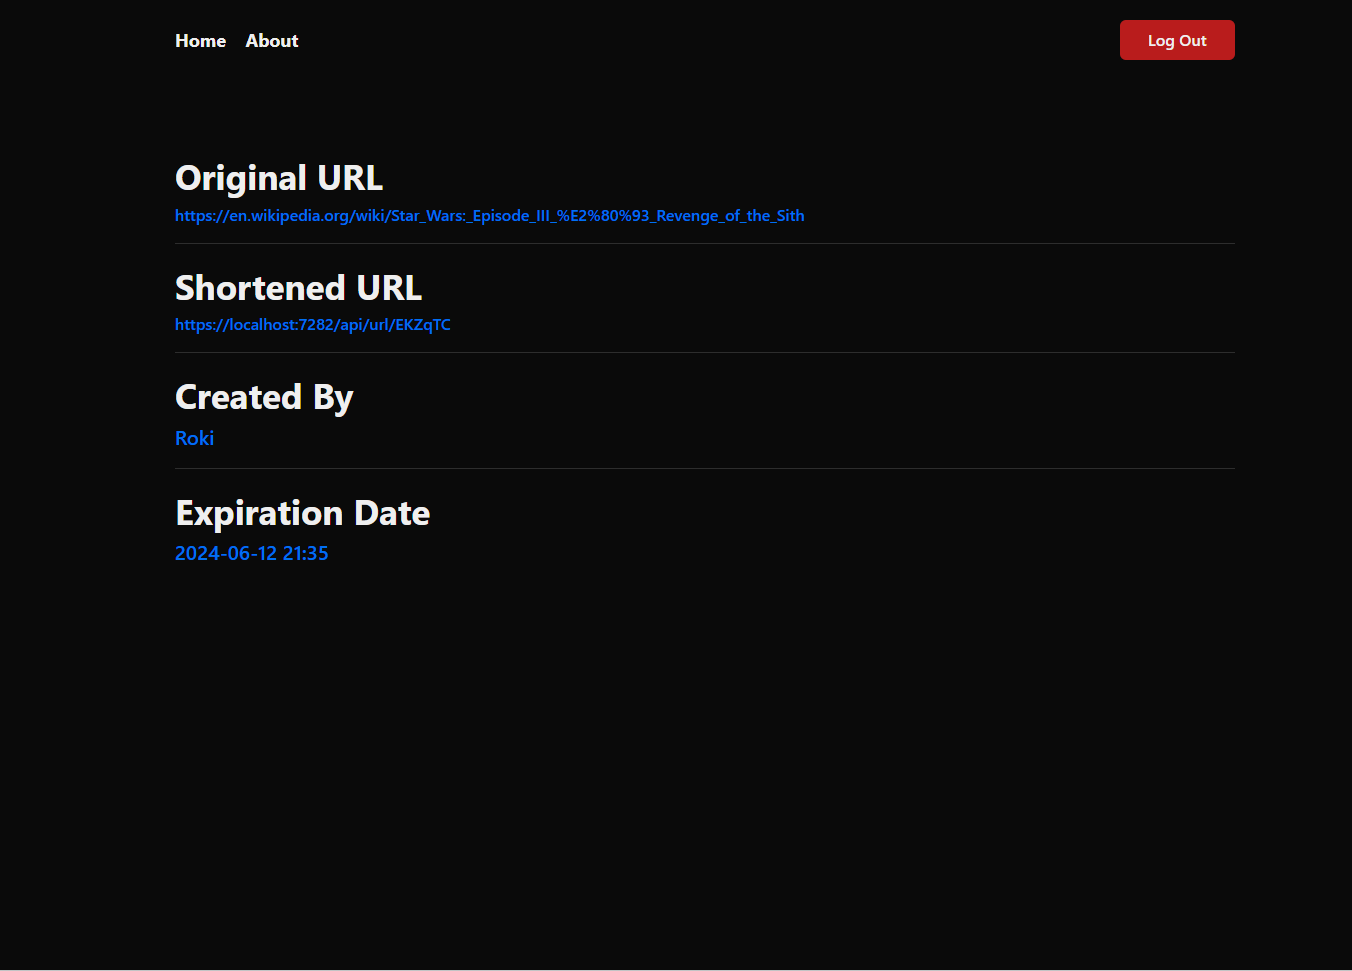 Home About Log Out
Original URL
https://en.wikipedia.org/wiki/Star_Wars:_Episode_III_%E2%80%93_Revenge_of_the_Sith
Shortened URL
https://localhost:7282/api/url/EKZqTC
Created By
Roki
Expiration Date
2024-06-12 21:35